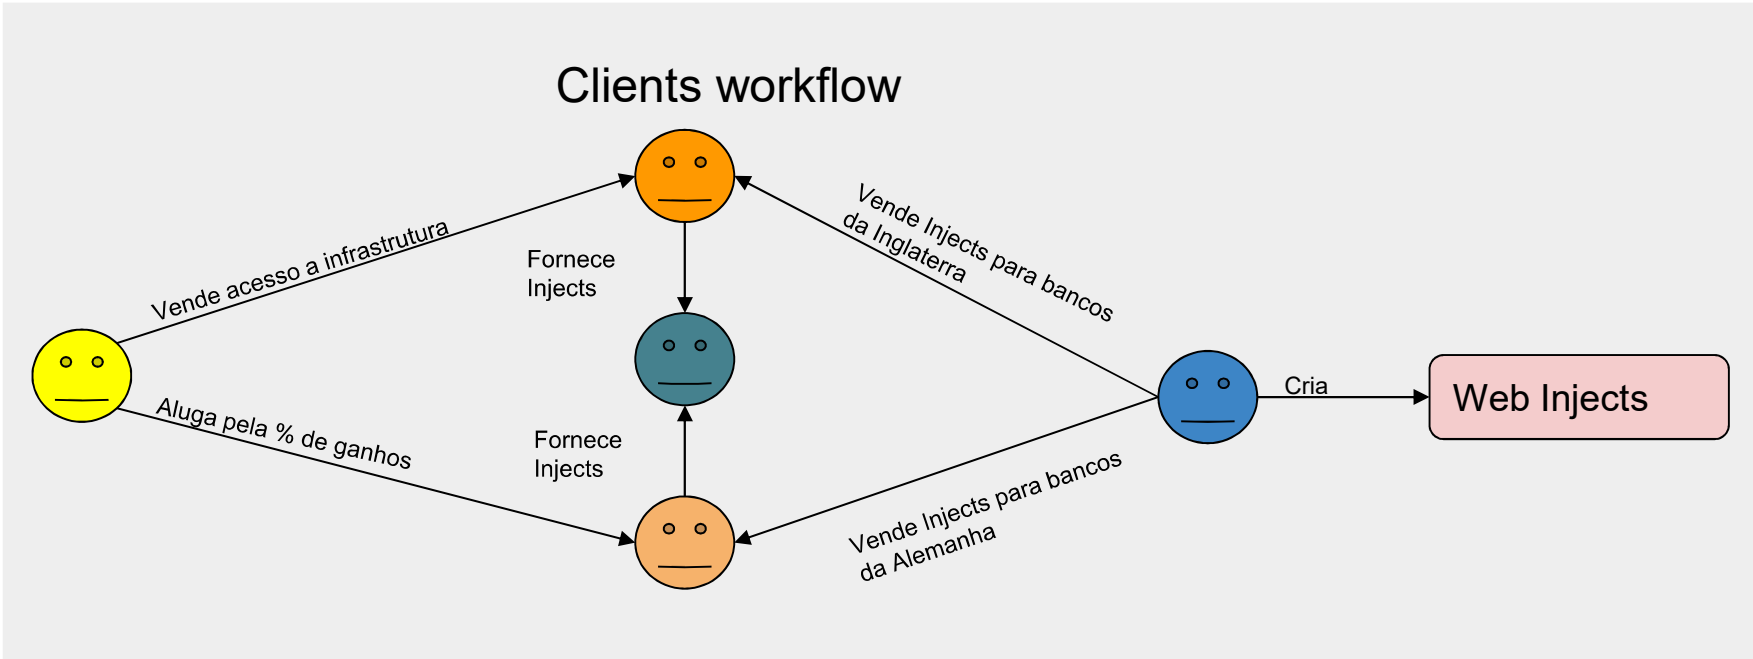 Clients workflow
Vende acesso a infrastrutura
Fornece
Injects
Vende Injects para bancos
da Inglaterra
Aluga pela % de ganhos
Fornece
Injects
Vende Injects para bancos
da Alemanha
Cria
Web Injects